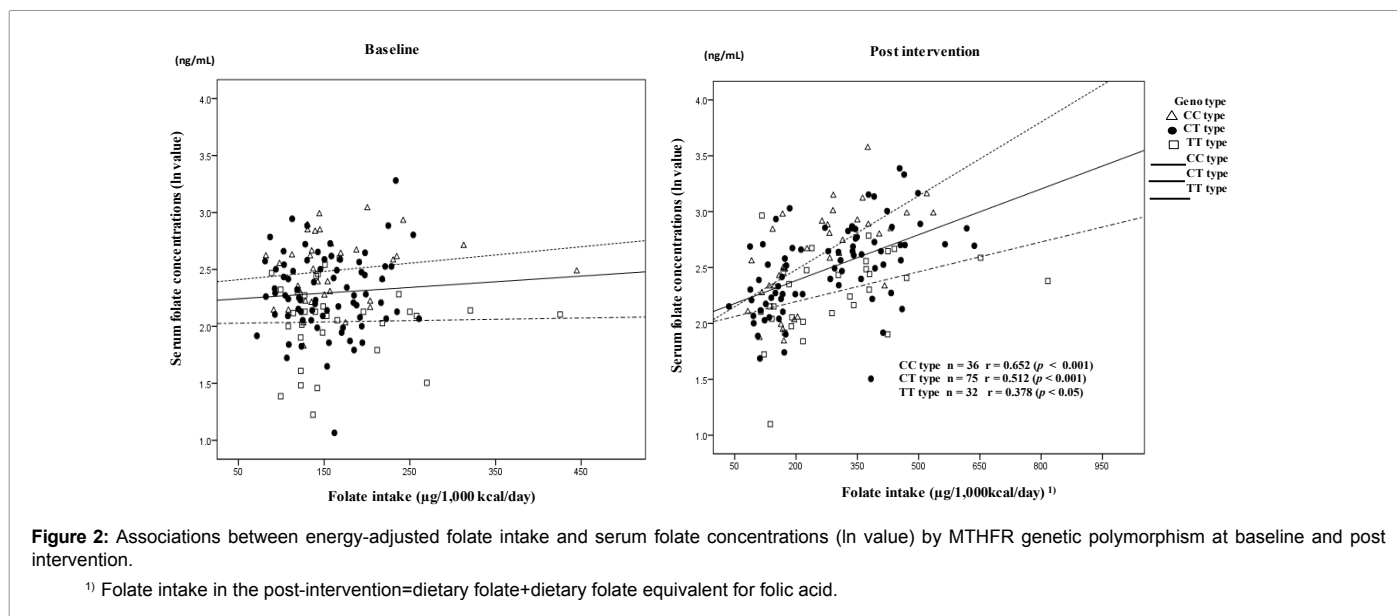 Baseline
(ng/mL)
Serum folate concentrations (ln value)
4.0
3.5
3.0
2.5
2.0
1.5
1.0
50
150
250
450
Folate intake (µg/1,000 kcal/day)
Post intervention
(ng/mL)
Serum folate concentrations (ln value)
4.0
3.5
3.0
2.5
2.0
1.5
1.0
50
200
350
500
650
800
950
Folate intake (µg/1,000kcal/day) 1)
CC type n = 36 r = 0.652 (p < 0.001)
CT type n = 75 r = 0.512 (p < 0.001)
TT type n = 32 r = 0.378 (p < 0.05)
Geno type
CC type
CT type
TT type
CC type
CT type
TT type
Figure 2: Associations between energy-adjusted folate intake and serum folate concentrations (ln value) by MTHFR genetic polymorphism at baseline and post
intervention.
1) Folate intake in the post-intervention=dietary folate+dietary folate equivalent for folic acid.